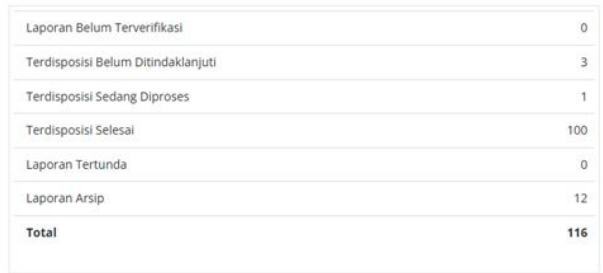 Laporan Belum Terverifikasi 0
Terdisposisi Belum Ditindaklanjuti 3
Terdisposisi Sedang Diproses 1
Terdisposisi Selesai 100
Laporan Tertunda 0
Laporan Arsip 12
Total 116